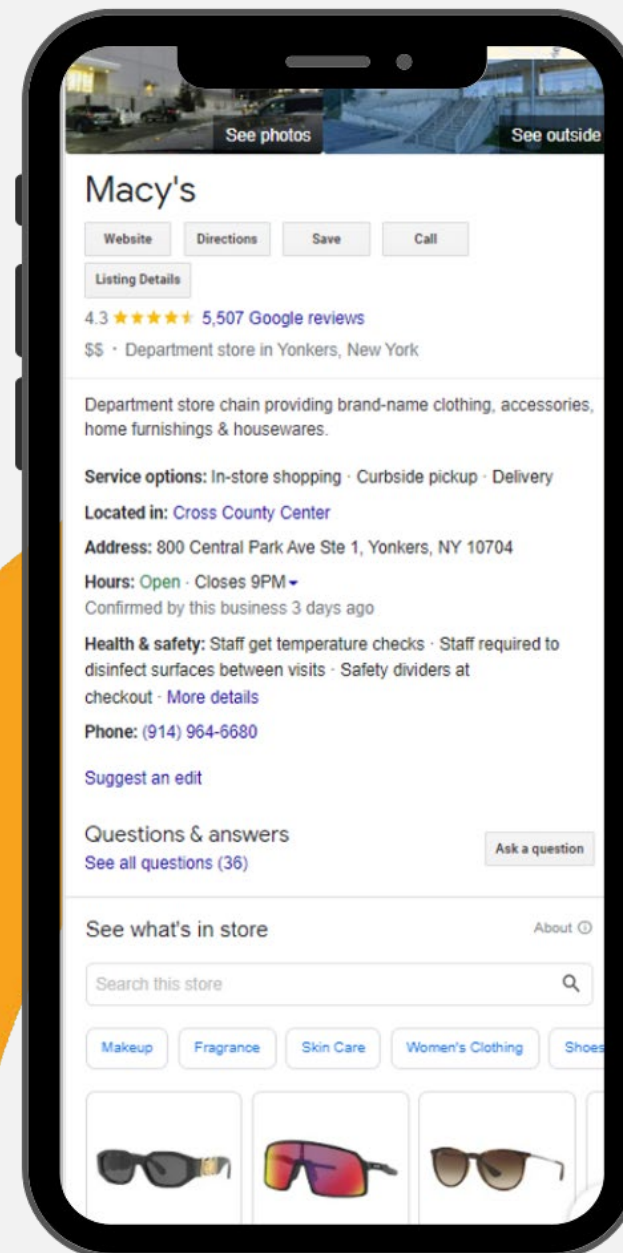 See photos
See outside
Macy's
Website
Directions
Save
Call
Listing Details
4.3 5,507 Google reviews
$$ · Department store in Yonkers, New York
Department store chain providing brand-name clothing, accessories,
home furnishings & housewares.
Service options: In-store shopping · Curbside pickup · Delivery
Located in: Cross County Center
Address: 800 Central Park Ave Ste 1, Yonkers, NY 10704
Hours: Open · Closes 9PM
Confirmed by this business 3 days ago
Health & safety: Staff get temperature checks · Staff required to
disinfect surfaces between visits · Safety dividers at
checkout · More details
Phone: (914) 964-6680
Suggest an edit
Questions & answers
See all questions (36)
Ask a question
See what's in store
About
Search this store
Makeup
Fragrance
Skin Care
Women's Clothing
Shoes